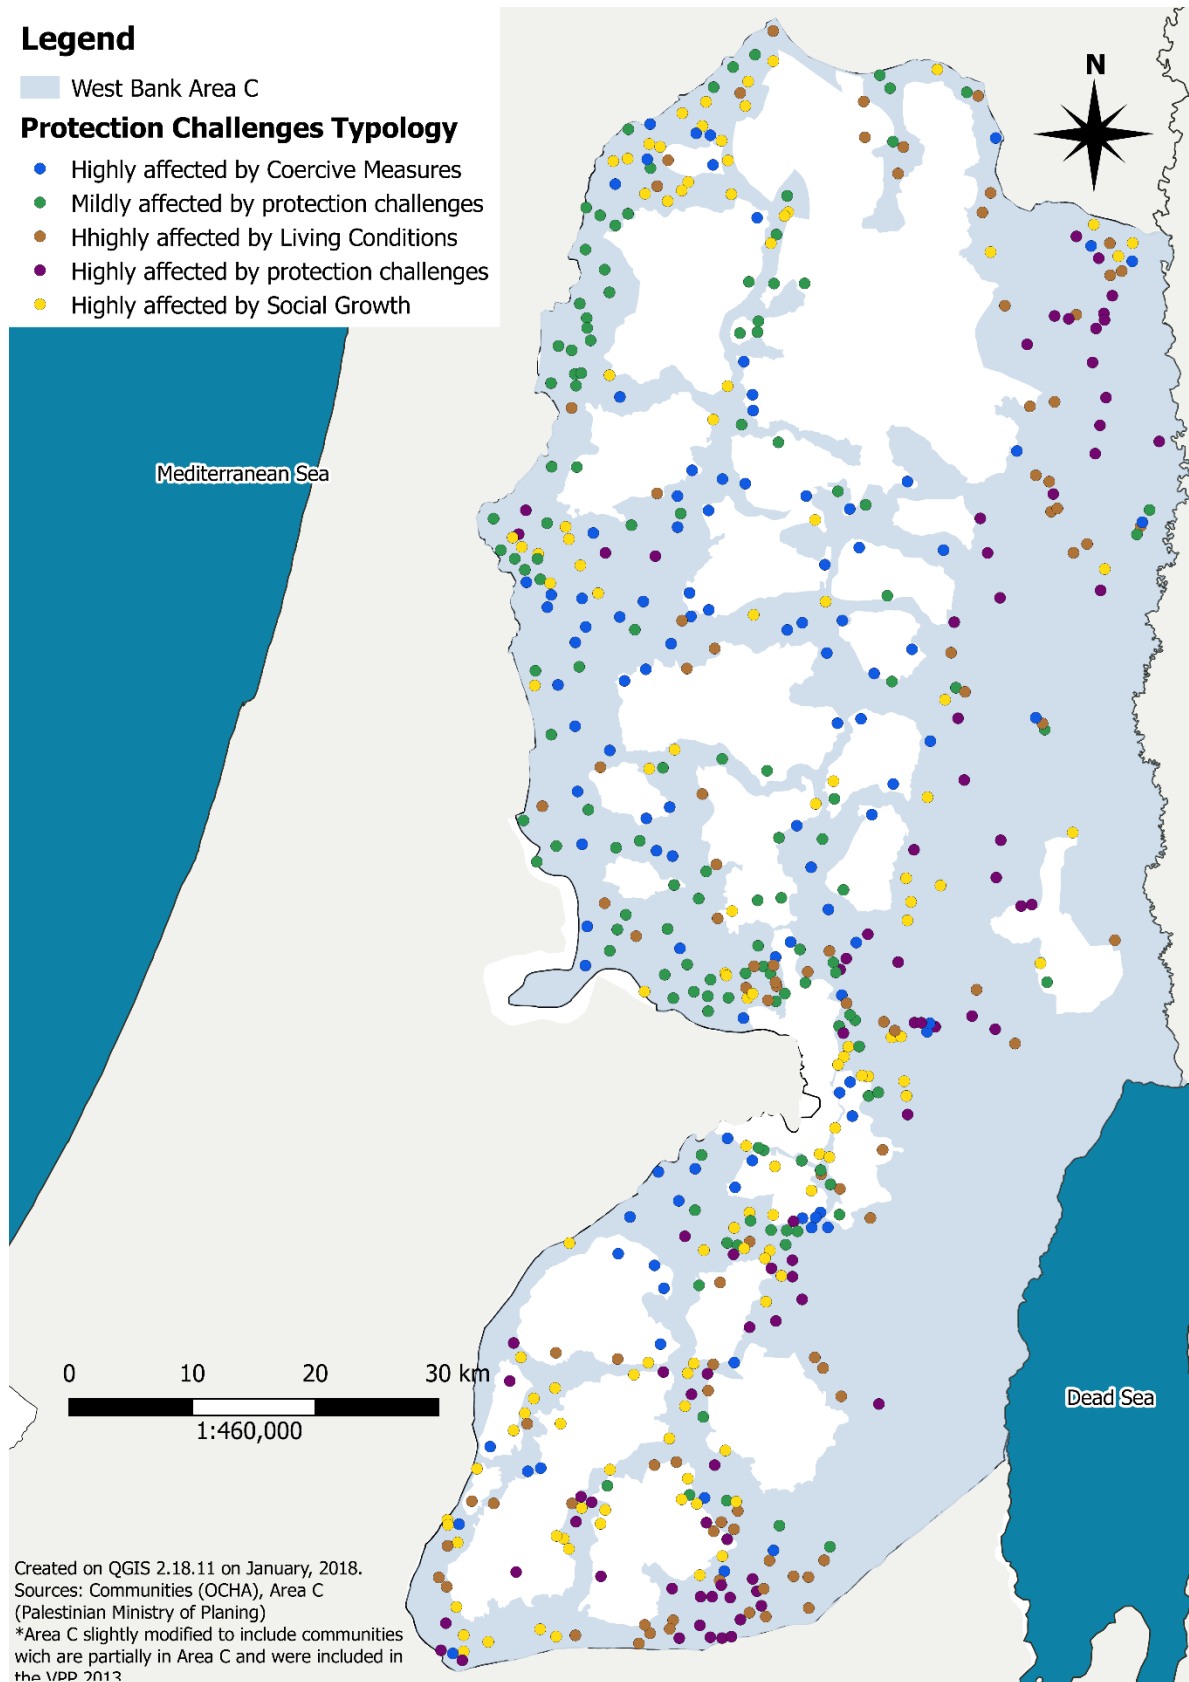 Legend
West Bank Area C
Protection Challenges Typology
Highly affected by Coercive Measures
Mildly affected by protection challenges
Hhighly affected by Living Conditions
Highly affected by protection challenges
Highly affected by Social Growth
N
Mediterranean Sea
0 10 20 30 km
1:460,000
Dead Sea
Created on QGIS 2.18.11 on January, 2018.
Sources: Communities (OCHA), Area C
(Palestinian Ministry of Planing)
*Area C slightly modified to include communities
wich are partially in Area C and were included in
the VPP 2013